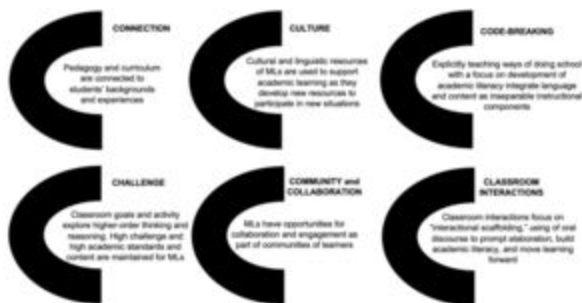 CONNECTION
Pedagogy and curriculum
are connected to
students' backgrounds
and experiences
CULTURE
Cultural and linguistic resources
of MLs are used to support
academic learning as they
develop new resources to
participate in new situations
CODE-BREAKING
Explicitly teaching ways of doing school
with a focus on development of
academic literacy integrate language
and content as inseparable instructional
components
CHALLENGE
Classroom goals and activity
explore higher-order thinking and
reasoning. High challenge and
high academic standards and
content are maintained for MLs
COMMUNITY and
COLLABORATION
MLs have opportunities for
collaboration and engagement as
part of communities of learners
CLASSROOM
INTERACTIONS
Classroom interactions focus on
"interactional scaffolding," using of oral
discourse to prompt elaboration, build
academic literacy, and move learning
forward